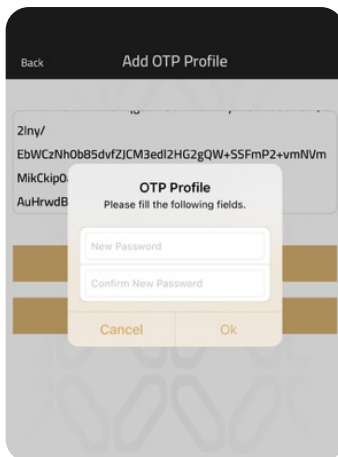 Back
Add OTP Profile
2lny/
EbWCzNh0b85dvfZJCM3edl2HG2gQW+SSFmP2+vmNVm
MikCkip0
AuHrwdB
OTP Profile
Please fill the following fields.
New Password
Confirm New Password
Cancel
Ok